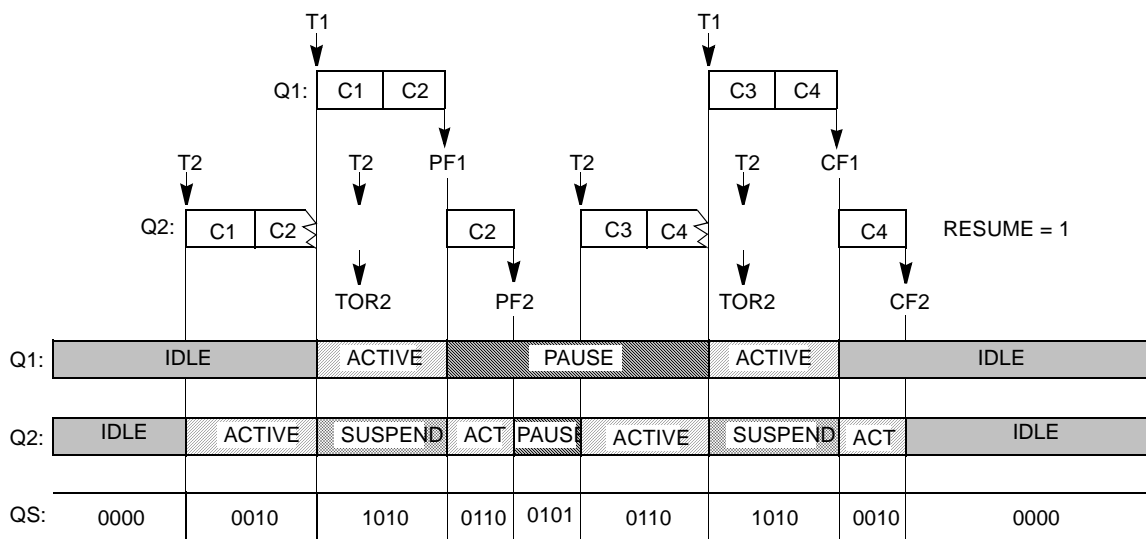 T1 T1
Q1: C1 C2 C3 C4
T2 T2 PF1 T2 T2 CF1
Q2: C1 C2 C2 C3 C4 C4 RESUME = 1
TOR2 PF2 TOR2 CF2
Q1: IDLE ACTIVE PAUSE ACTIVE IDLE
Q2: IDLE ACTIVE SUSPEND ACT PAUSE ACTIVE SUSPEND ACT IDLE
QS: 0000 0010 1010 0110 0101 0110 1010 0010 0000